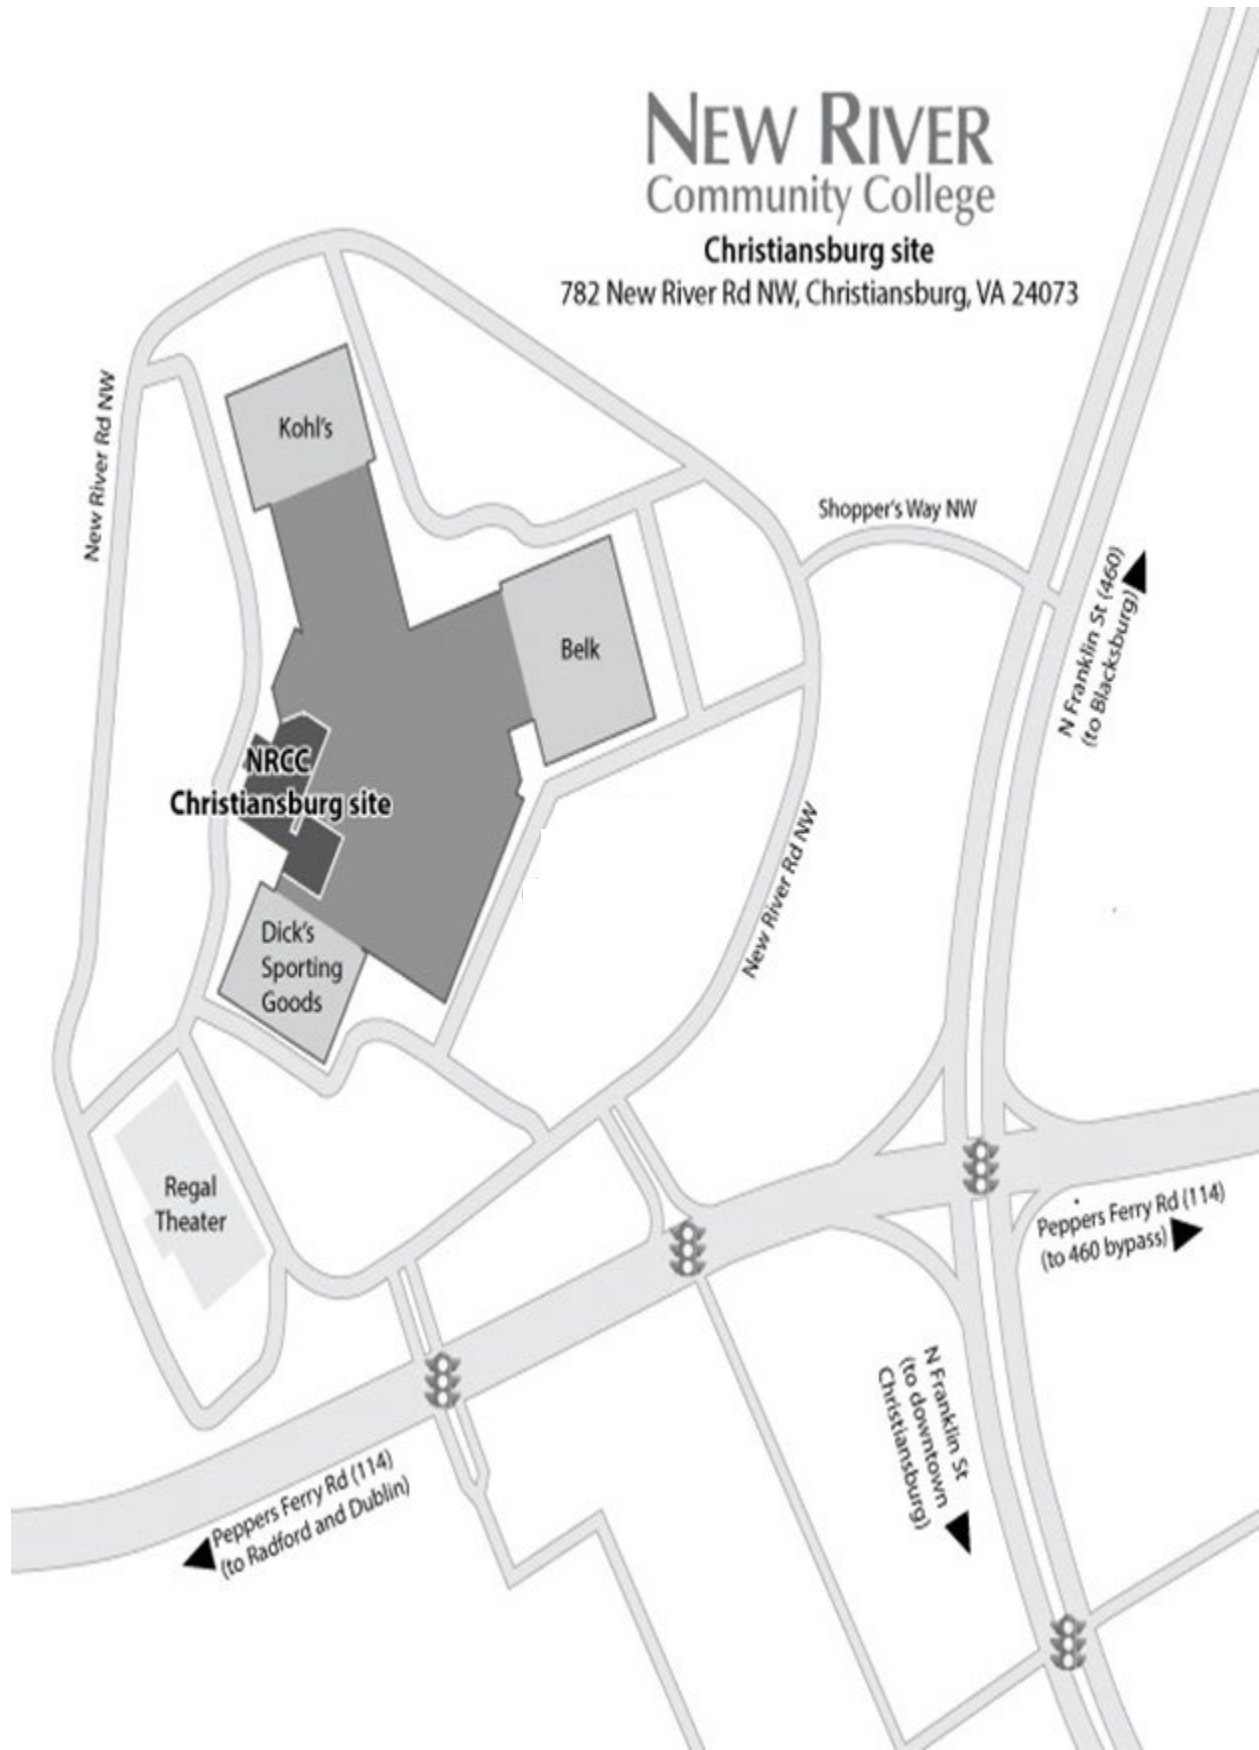 NEW RIVER
Community College
Christiansburg site
782 New River Rd NW, Christiansburg, VA 24073
New River Rd NW
Kohl's
Shopper's Way NW
N Franklin St (460)
(to Blacksburg)
Belk
NRCC
Christiansburg site
New River Rd NW
Dick's
Sporting
Goods
Regal
Theater
Peppers Ferry Rd (114)
(to 460 bypass)
N Franklin St
(to downtown
Christiansburg)
Peppers Ferry Rd (114)
(to Radford and Dublin)